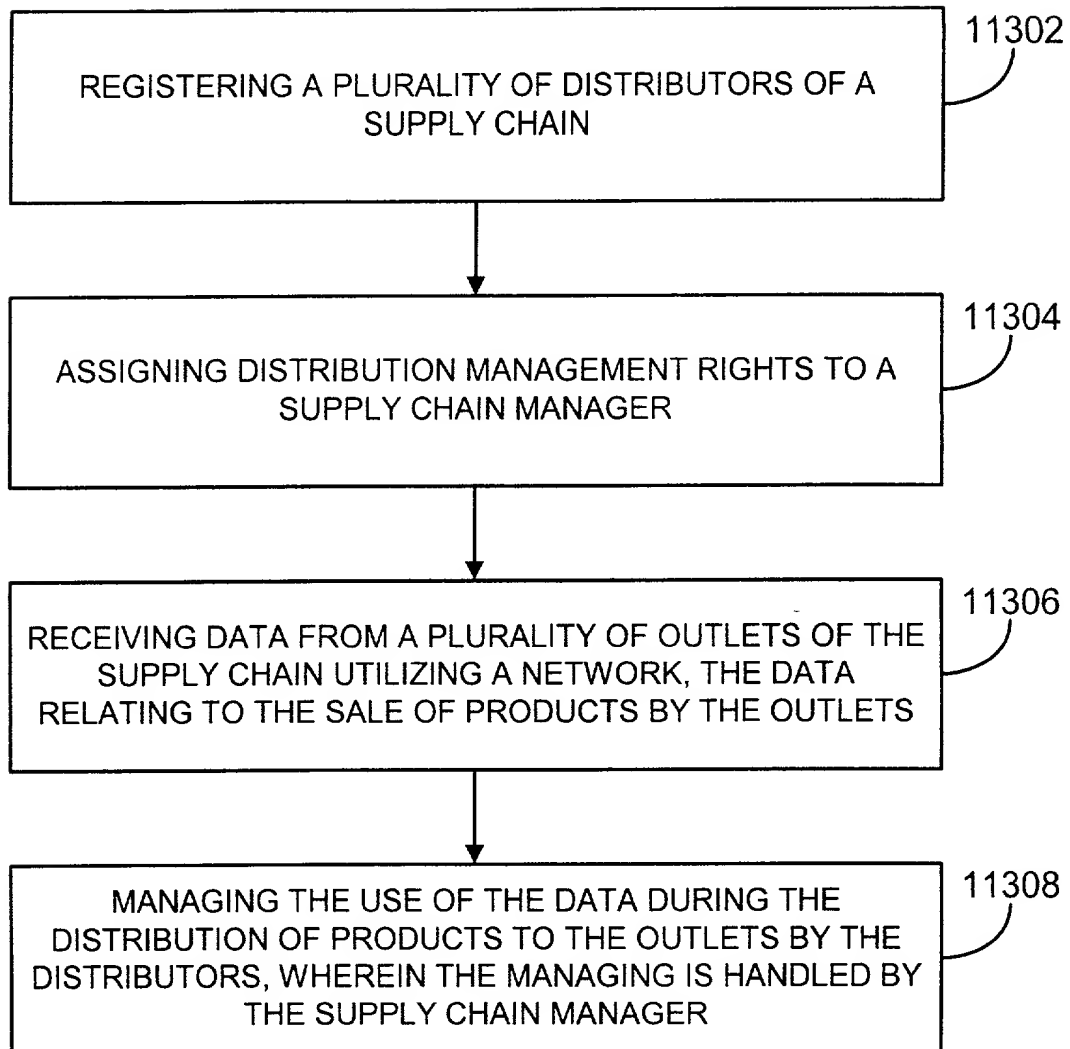 11302
REGISTERING A PLURALITY OF DISTRIBUTORS OF A
SUPPLY CHAIN
11304
ASSIGNING DISTRIBUTION MANAGEMENT RIGHTS TO A
SUPPLY CHAIN MANAGER
11306
RECEIVING DATA FROM A PLURALITY OF OUTLETS OF THE
SUPPLY CHAIN UTILIZING A NETWORK, THE DATA
RELATING TO THE SALE OF PRODUCTS BY THE OUTLETS
11308
MANAGING THE USE OF THE DATA DURING THE
DISTRIBUTION OF PRODUCTS TO THE OUTLETS BY THE
DISTRIBUTORS, WHEREIN THE MANAGING IS HANDLED BY
THE SUPPLY CHAIN MANAGER